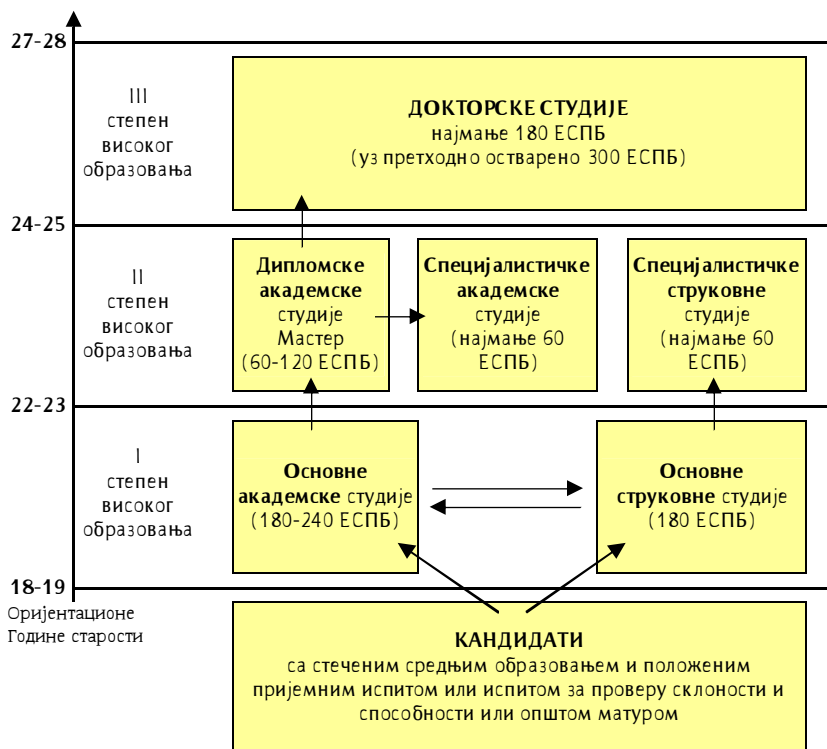 27-28
III
степен
високог
образовања
ДОКТОРСКЕ СТУДИЈЕ
најмање 180 ЕСПБ
(уз претходно остварено 300 ЕСПБ)
24-25
II
степен
високог
образовања
Дипломске
академске
студије
Мастер
(60-120 ЕСПБ)
Специјалистичке
академске
студије
(најмање 60
ЕСПБ)
Специјалистичке
струковне
студије
(најмање 60
ЕСПБ)
22-23
I
степен
високог
образовања
Основне
академске студије
(180-240 ЕСПБ)
Основне
струковне студије
(180 ЕСПБ)
18-19
Оријентационе
Године старости
КАНДИДАТИ
са стеченим средњим образовањем и положеним
пријемним испитом или испитом за проверу склоности и
способности или општом матуром